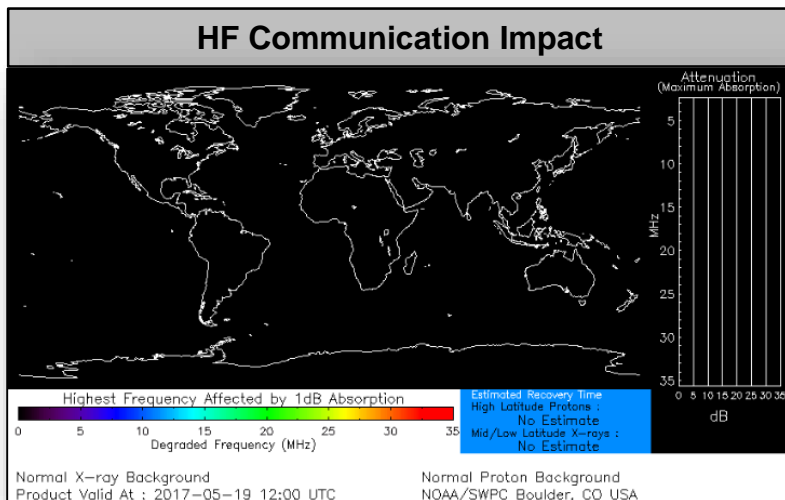 HF Communication Impact
Attenuation
(Maximum Absorption)
5
10
15
20
25
30
35
MHz
0 5 10 15 20 25 30 35
dB
Highest Frequency Affected by 1dB Absorption
0 5 10 15 20 25 30 35
Degraded Frequency (MHz)
Estimated Recovery Time
High Latitude Protons :
No Estimate
Mid/Low Latitude X-rays :
No Estimate
Normal X-ray Background
Product Valid At : 2017-05-19 12:00 UTC
Normal Proton Background
NOAA/SWPC Boulder, CO USA